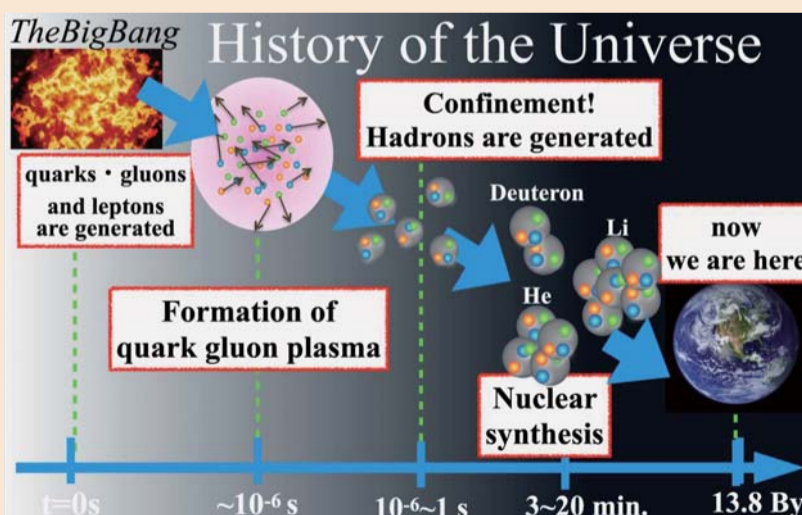 TheBigBang
History of the Universe
quarks・gluons
and leptons
are generated
Confinement!
Hadrons are generated
Formation of
quark gluon plasma
Deuteron
Li
He
Nuclear
synthesis
now
we are here
t=0s
~10⁻⁶ s
10⁻⁶~1 s
3~20 min.
13.8 By